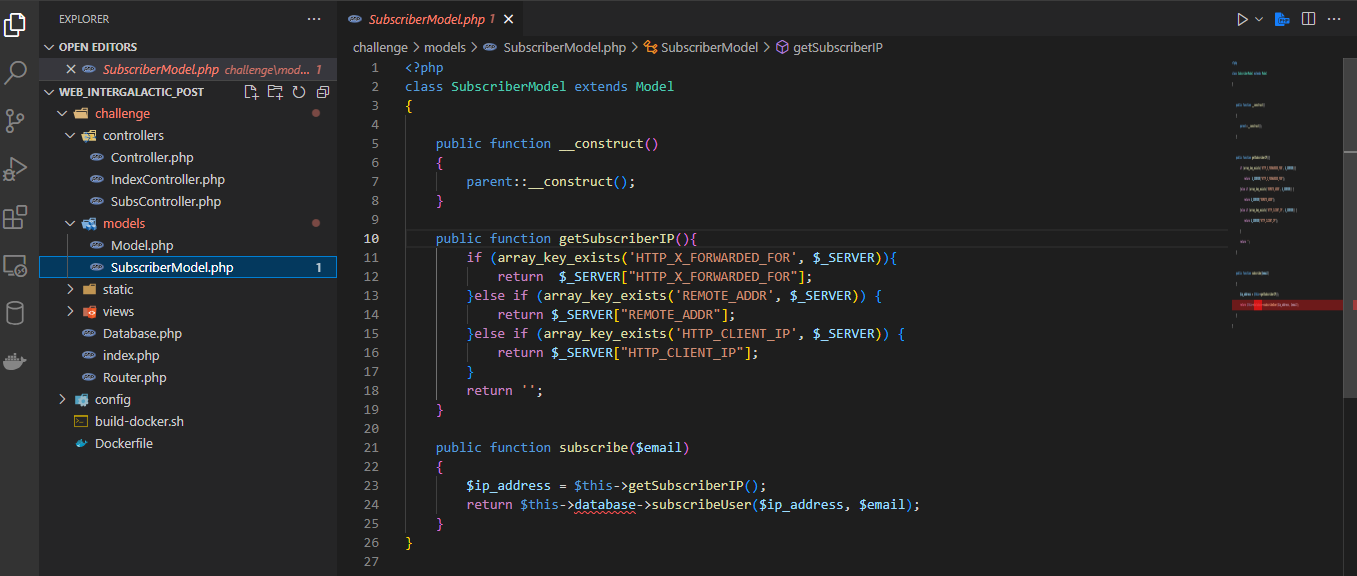 EXPLORER
OPEN EDITORS
SubscriberModel.php challenge\mod... 1
WEB_INTERGALACTIC_POST
challenge
controllers
Controller.php
IndexController.php
SubsController.php
models
Model.php
SubscriberModel.php 1
static
views
Database.php
index.php
Router.php
config
build-docker.sh
Dockerfile
SubscriberModel.php 1
challenge > models > SubscriberModel.php > SubscriberModel > getSubscriberIP
1 <?php
2 class SubscriberModel extends Model
3 {
4
5     public function __construct()
6     {
7         parent::__construct();
8     }
9
10     public function getSubscriberIP(){
11         if (array_key_exists('HTTP_X_FORWARDED_FOR', $_SERVER)){
12             return  $_SERVER["HTTP_X_FORWARDED_FOR"];
13         }else if (array_key_exists('REMOTE_ADDR', $_SERVER)) {
14             return $_SERVER["REMOTE_ADDR"];
15         }else if (array_key_exists('HTTP_CLIENT_IP', $_SERVER)) {
16             return $_SERVER["HTTP_CLIENT_IP"];
17         }
18         return '';
19     }
20
21     public function subscribe($email)
22     {
23         $ip_address = $this->getSubscriberIP();
24         return $this->database->subscribeUser($ip_address, $email);
25     }
26 }
27